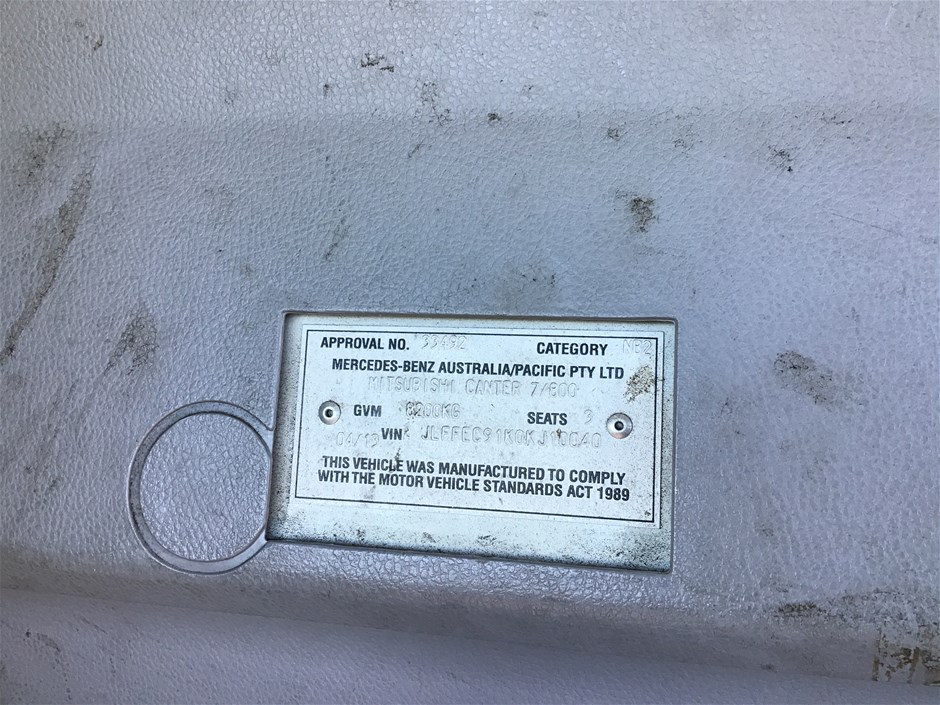 APPROVAL NO. 33492 CATEGORY NB2
MERCEDES-BENZ AUSTRALIA/PACIFIC PTY LTD
MITSUBISHI CANTER 7/800
GVM 8200KG SEATS 3
04/19 VIN
THIS VEHICLE WAS MANUFACTURED TO COMPLY
WITH THE MOTOR VEHICLE STANDARDS ACT 1989